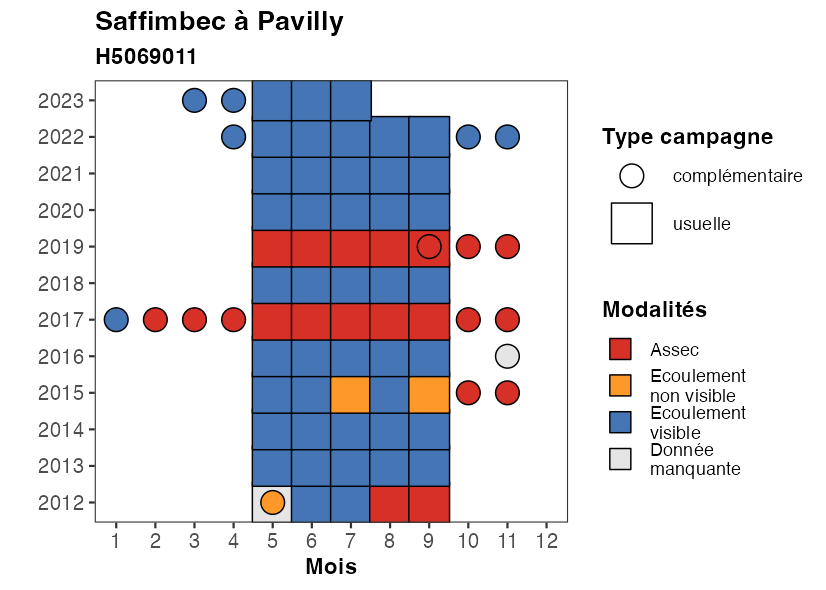 Saffimbec à Pavilly
H5069011
2023
2022
2021
2020
2019
2018
2017
2016
2015
2014
2013
2012
1 2 3 4 5 6 7 8 9 10 11 12
Mois
Type campagne
complémentaire
usuelle
Modalités
Assec
Ecoulement
non visible
Ecoulement
visible
Donnée
manquante